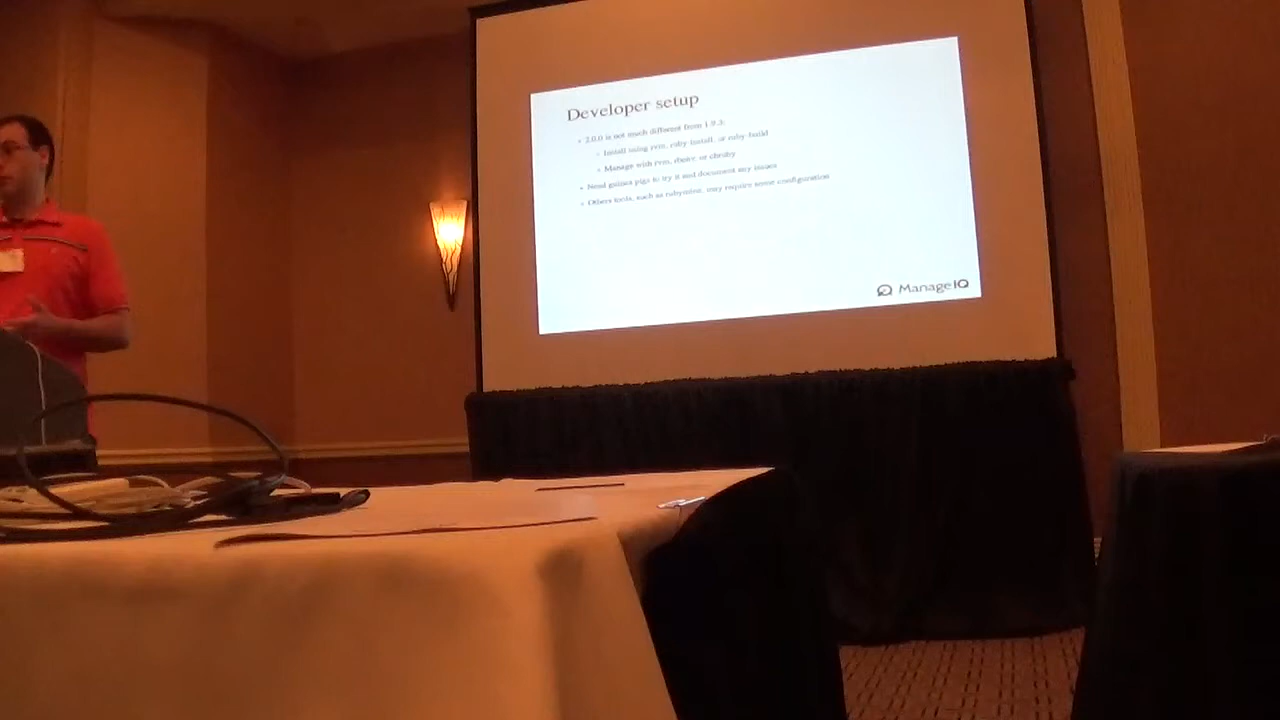 Developer setup
2.0.0 is not much different from 1.9.3:
Install using rvm, ruby-install, or ruby-build
Manage with rvm, rbenv, or chruby
Need guinea pigs to try it and document any issues
Others tools, such as rubymine, may require some configuration
ManageIQ